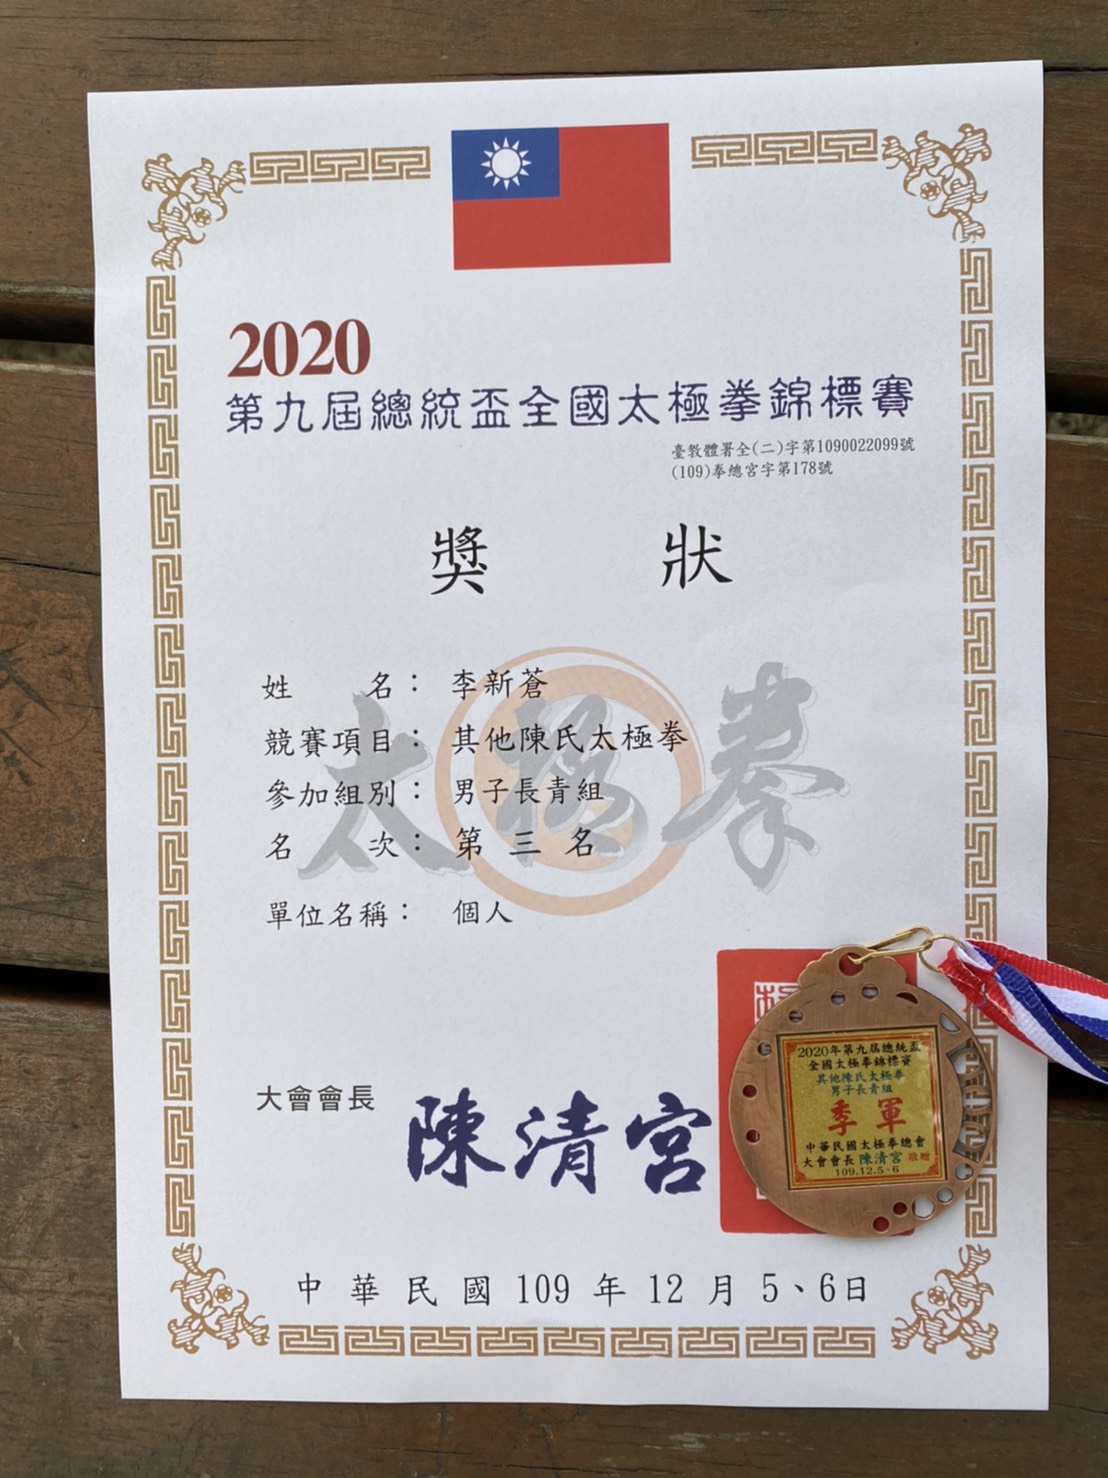 2020
第九屆總統盃全國太極拳錦標賽
臺教體署全(二)字第1090022099號
(109)拳總宮字第178號
獎狀
太極拳
姓名：李新蒼
競賽項目：其他陳氏太極拳
參加組別：男子長青組
名次：第三名
單位名稱：個人
大會會長 陳清宮
中華民國109年12月5、6日
2020年第九屆總統盃
全國太極拳錦標賽
其他陳氏太極拳
男子長青組
季軍
中華民國太極拳總會
大會會長 陳清宮 敬贈
109.12.5-6